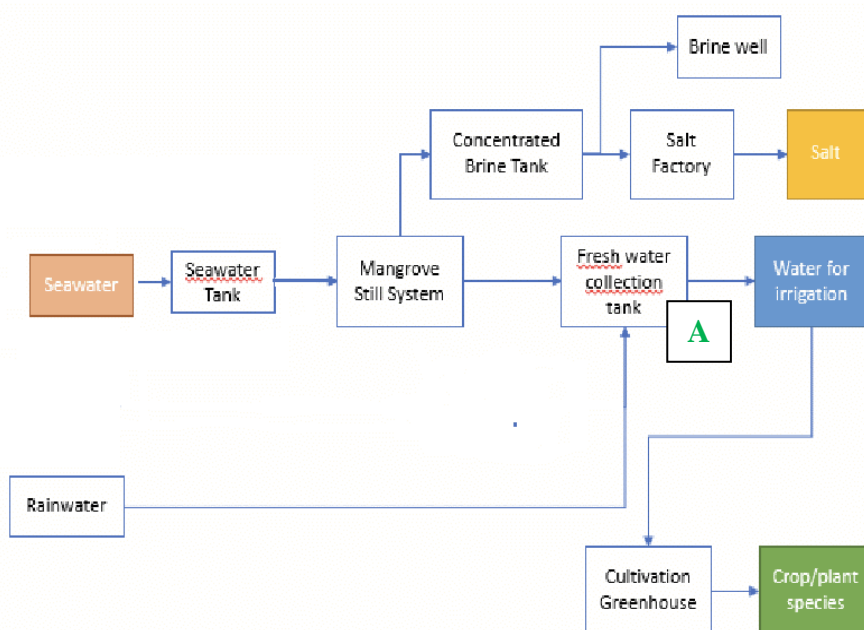 Brine well
Concentrated
Brine Tank
Salt
Factory
Salt
Seawater
Seawater
Tank
Mangrove
Still System
Fresh water
collection
tank
A
Water for
irrigation
Rainwater
Cultivation
Greenhouse
Crop/plant
species